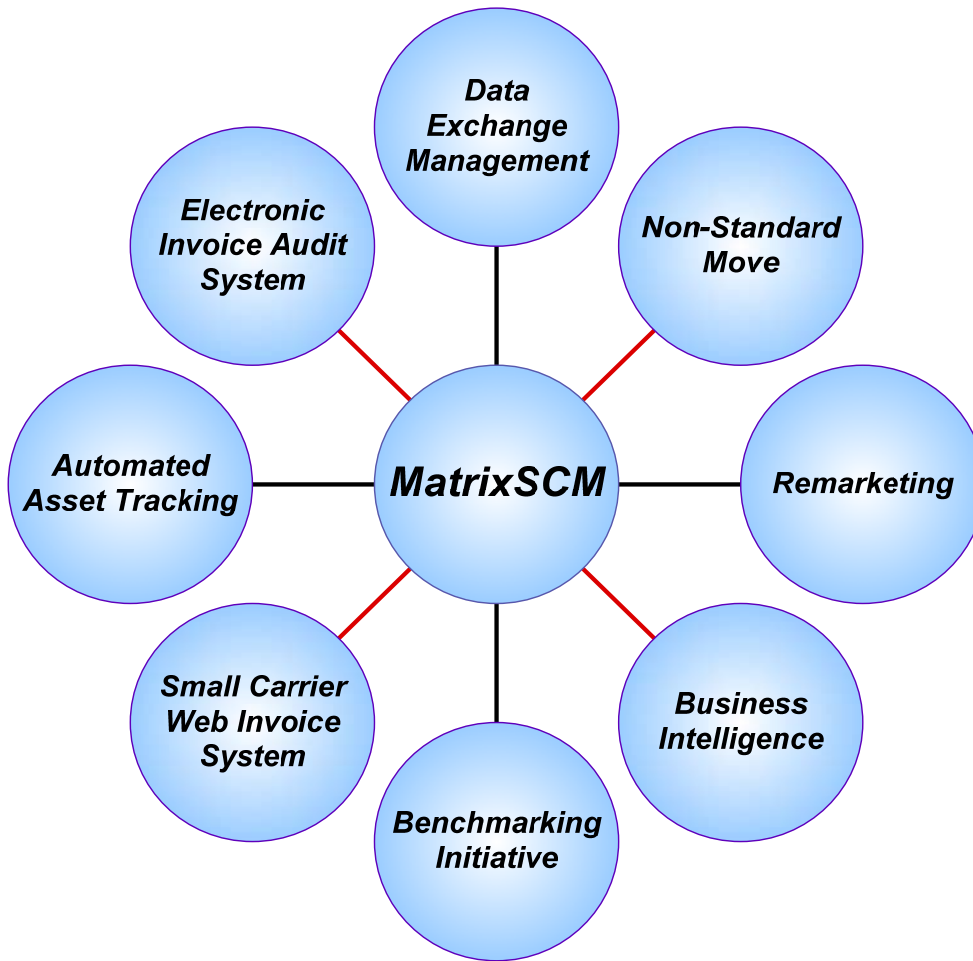 Data
Exchange
Management
Electronic
Invoice Audit
System
Non-Standard
Move
Automated
Asset Tracking
MatrixSCM
Remarketing
Small Carrier
Web Invoice
System
Business
Intelligence
Benchmarking
Initiative